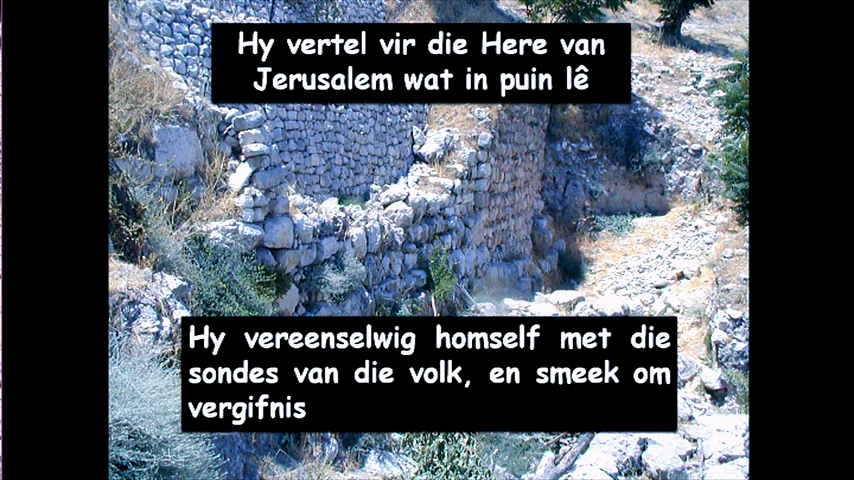 Hy vertel vir die Here van
Jerusalem wat in puin lê
Hy vereenselwig homself met die
sondes van die volk, en smeek om
vergifnis